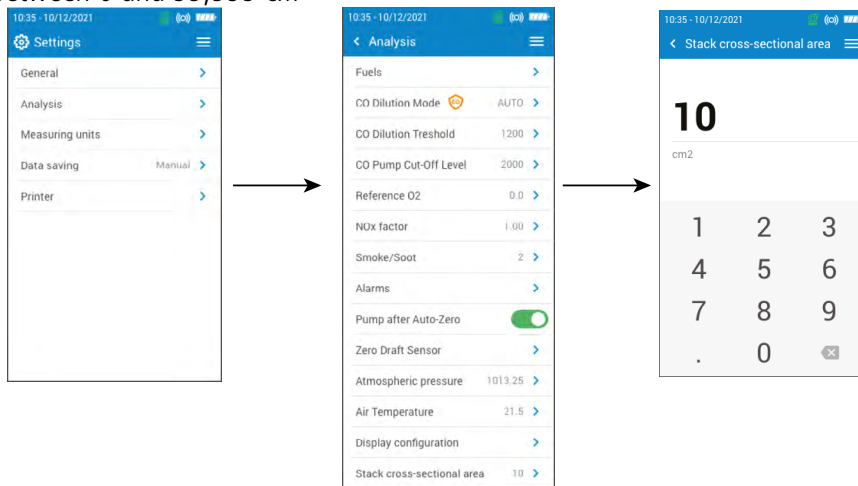 10:35 - 10/12/2021
Settings
General
Analysis
Measuring units
Data saving Manual
Printer
10:35 - 10/12/2021
Analysis
Fuels
CO Dilution Mode AUTO
CO Dilution Treshold 1200
CO Pump Cut-Off Level 2000
Reference O2 0.0
NOx factor 1.00
Smoke/Soot 2
Alarms
Pump after Auto-Zero
Zero Draft Sensor
Atmospheric pressure 1013.25
Air Temperature 21.5
Display configuration
Stack cross-sectional area 10
10:35 - 10/12/2021
Stack cross-sectional area
10
cm2
1 2 3
4 5 6
7 8 9
. 0